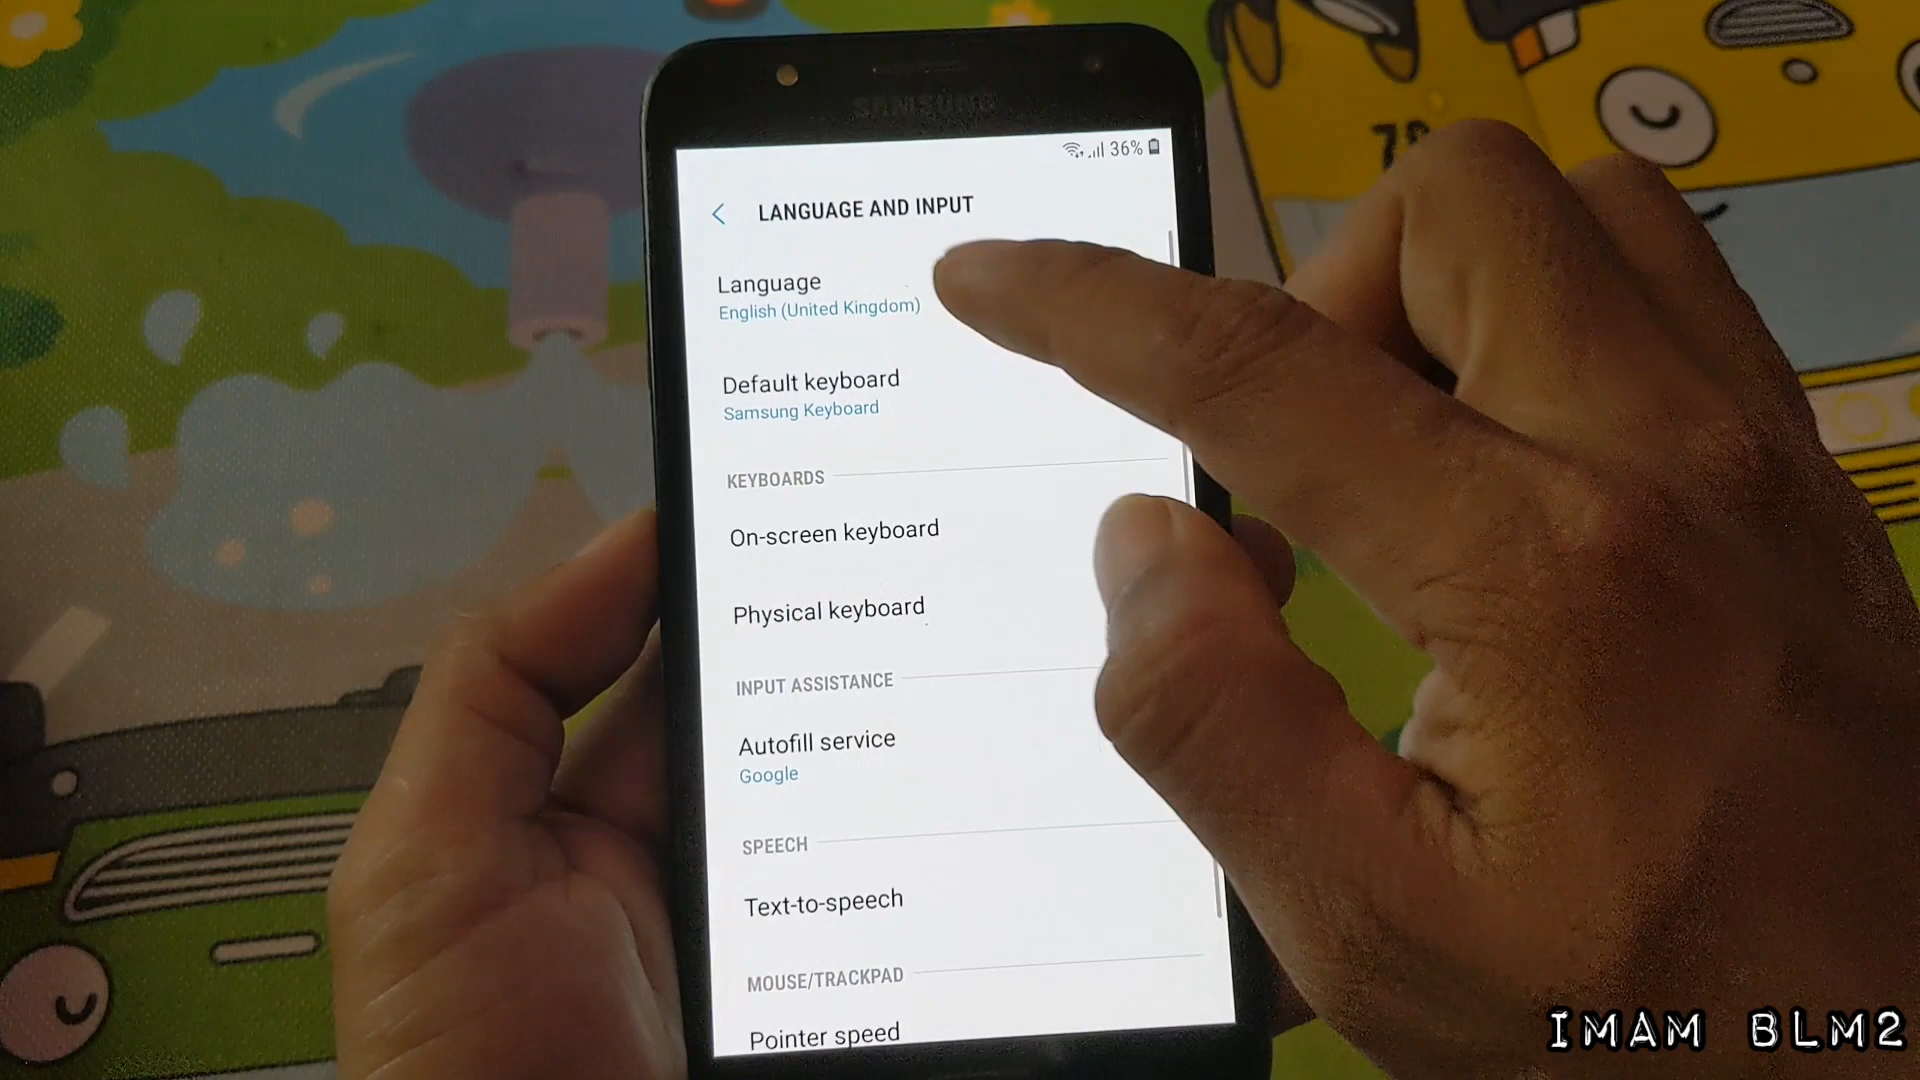 SAMSUNG
36%
LANGUAGE AND INPUT
Language
English (United Kingdom)
Default keyboard
Samsung Keyboard
KEYBOARDS
On-screen keyboard
Physical keyboard
INPUT ASSISTANCE
Autofill service
Google
SPEECH
Text-to-speech
MOUSE/TRACKPAD
Pointer speed
IMAM BLM2